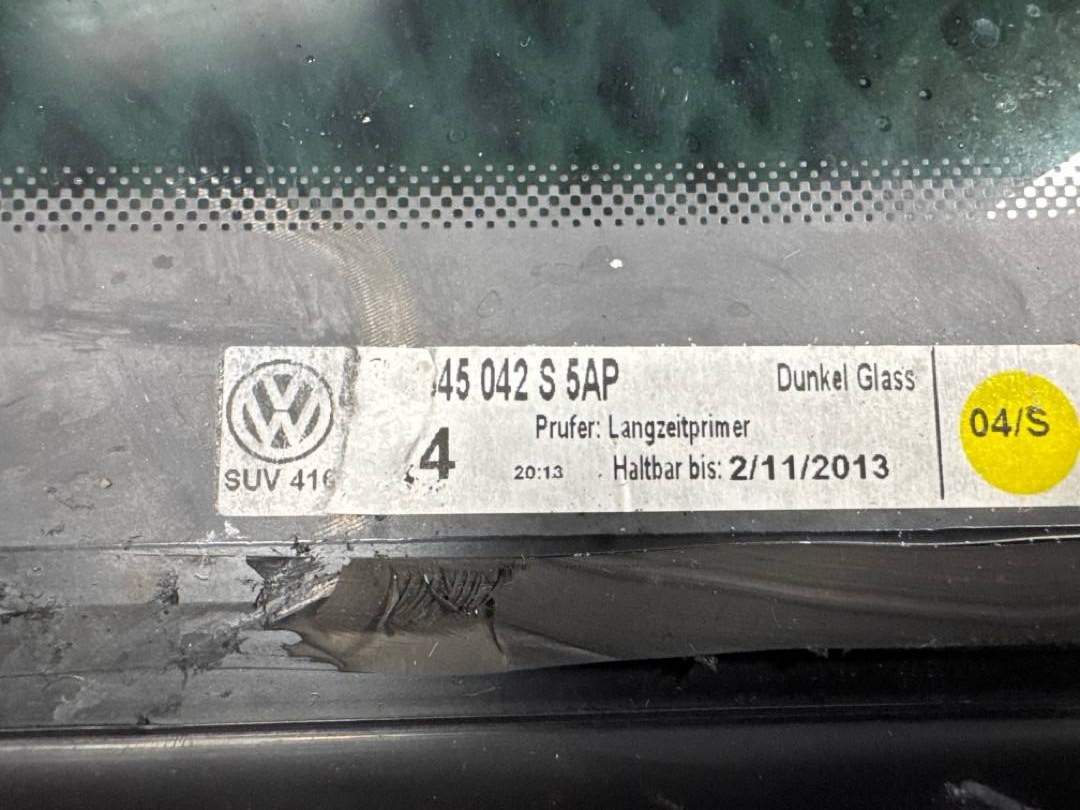 45 042 S 5AP
Dunkel Glass
04/S
SUV 416
4
Prufer: Langzeitprimer
20:13
Haltbar bis: 2/11/2013